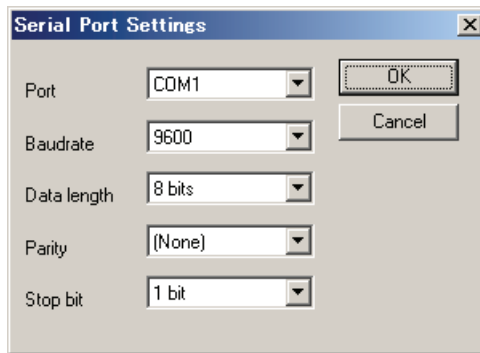 Serial Port Settings
Port COM1 OK
Baudrate 9600 Cancel
Data length 8 bits
Parity (None)
Stop bit 1 bit